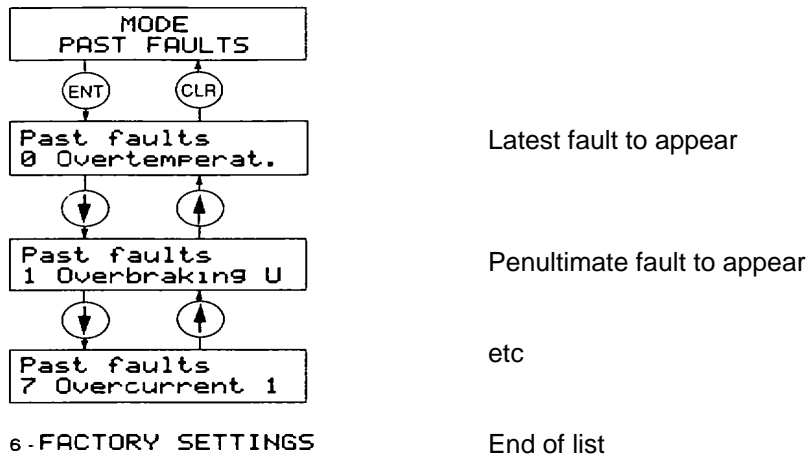 MODE
PAST FAULTS
ENT CLR
Past faults
0 Overtemperat.
Latest fault to appear
Past faults
1 Overbraking U
Penultimate fault to appear
Past faults
7 Overcurrent 1
etc
6 - FACTORY SETTINGS
End of list